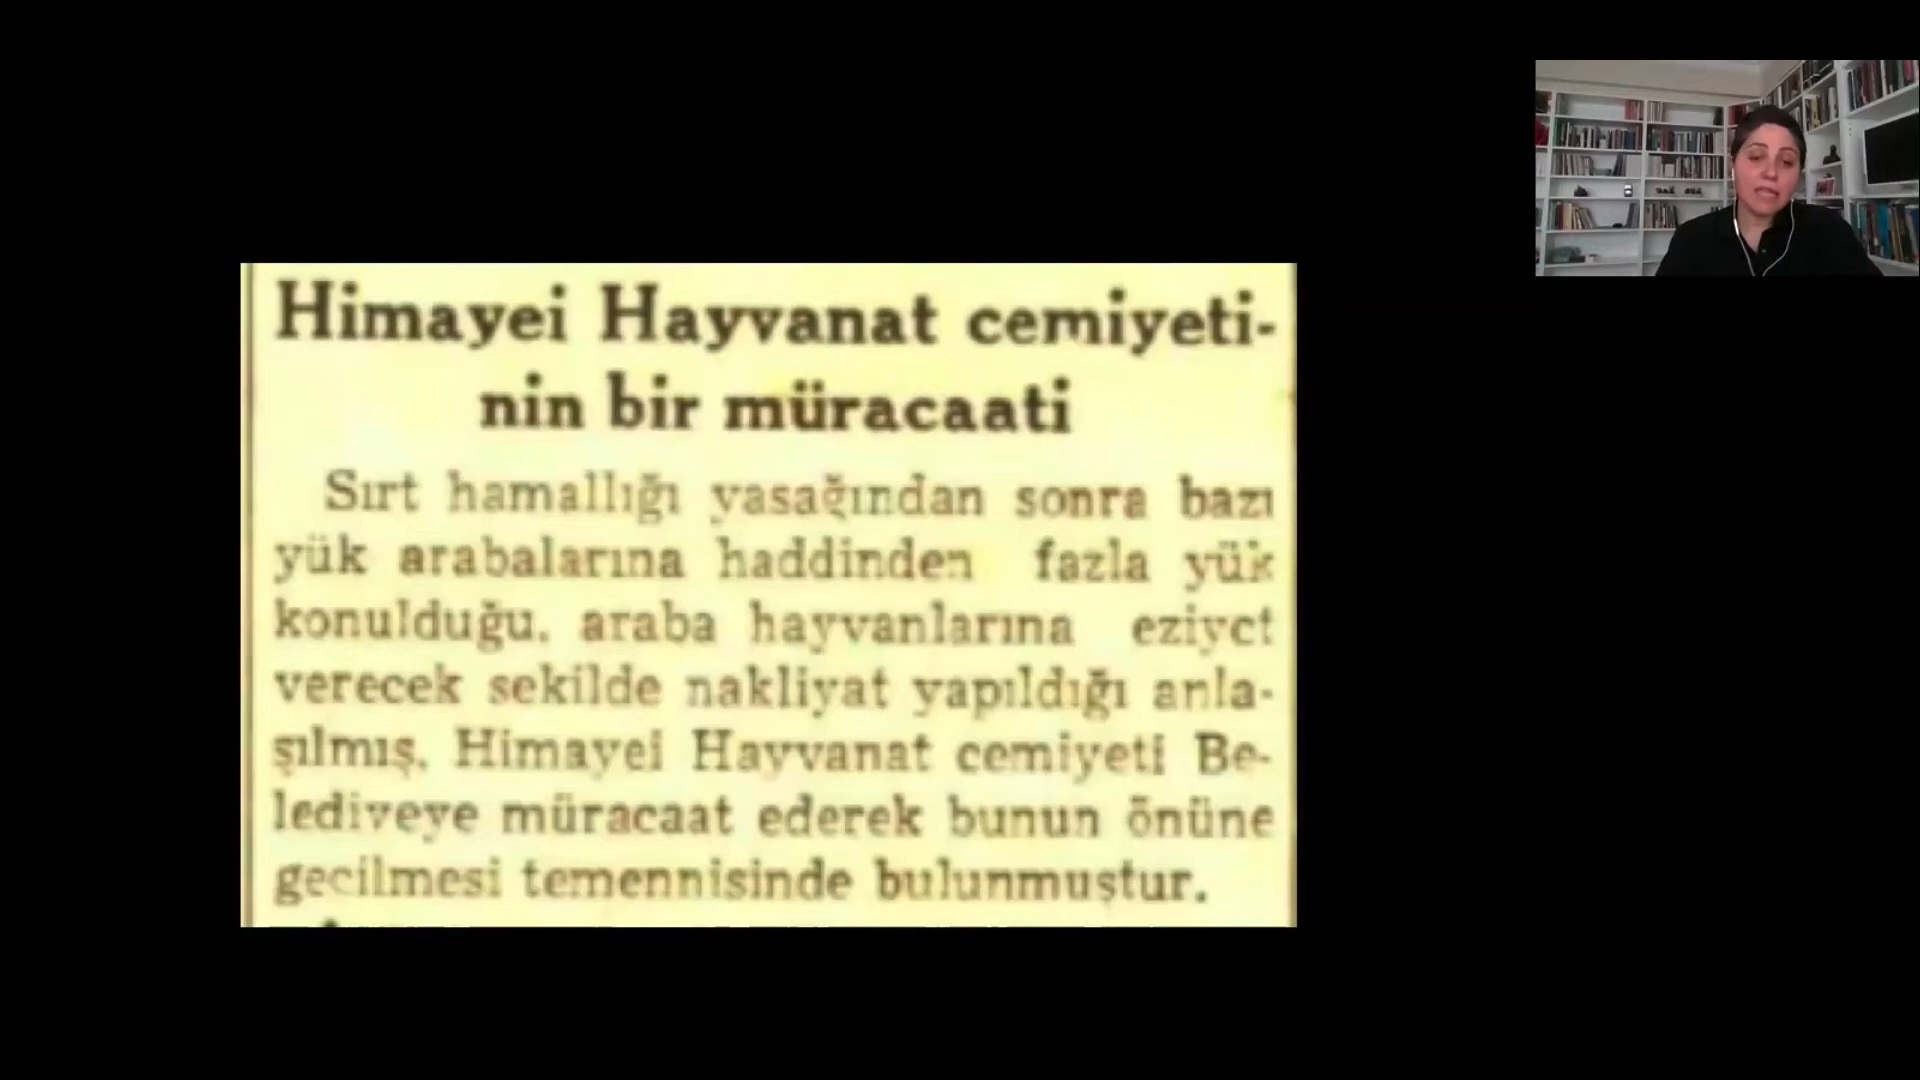 Himayei Hayvanat cemiyeti-
nin bir müracaati
Sırt hamallığı yasağından sonra bazı
yük arabalarına haddinden fazla yük
konulduğu, araba hayvanlarına eziyet
verecek sekilde nakliyat yapıldığı anla-
şılmış, Himayei Hayvanat cemiyeti Be-
lediyeye müracaat ederek bunun önüne
gecilmesi temennisinde bulunmuştur.